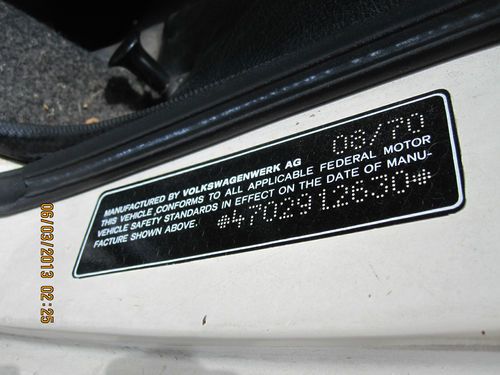 MANUFACTURED BY VOLKSWAGENWERK AG 08/70
THIS VEHICLE CONFORMS TO ALL APPLICABLE FEDERAL MOTOR
VEHICLE SAFETY STANDARDS IN EFFECT ON THE DATE OF MANU-
FACTURE SHOWN ABOVE. *4702912630*
06/03/2013 02:25